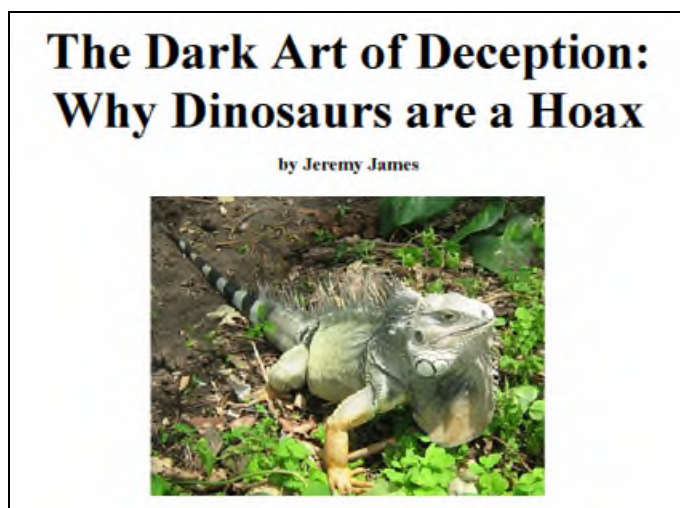 The Dark Art of Deception:
Why Dinosaurs are a Hoax
by Jeremy James